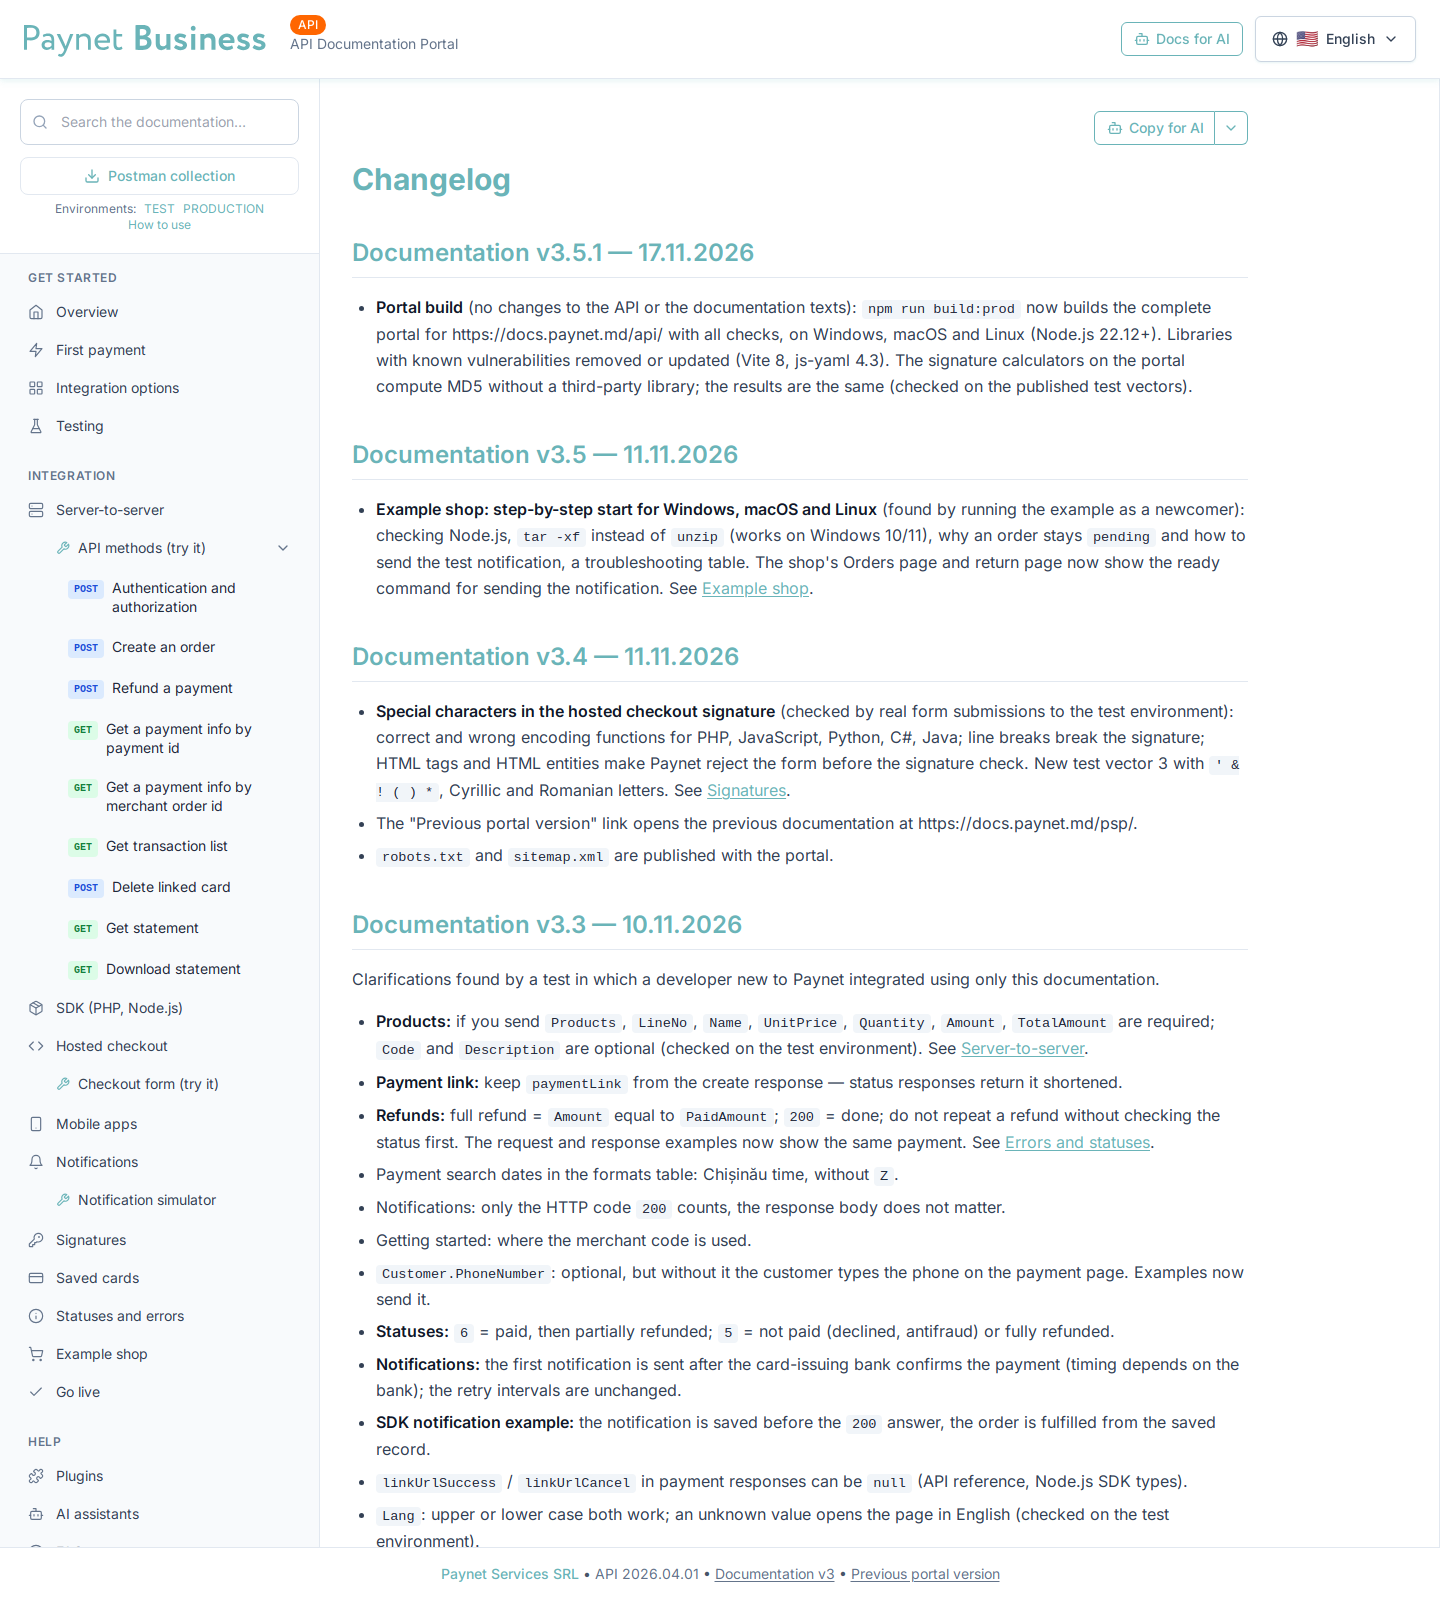 Paynet Business
API
API Documentation Portal
Docs for AI
English
Search the documentation...
Postman collection
Environments: TEST PRODUCTION
How to use
GET STARTED
Overview
First payment
Integration options
Testing
INTEGRATION
Server-to-server
API methods (try it)
POST Authentication and
authorization
POST Create an order
POST Refund a payment
GET Get a payment info by
payment id
GET Get a payment info by
merchant order id
GET Get transaction list
POST Delete linked card
GET Get statement
GET Download statement
SDK (PHP, Node.js)
Hosted checkout
Checkout form (try it)
Mobile apps
Notifications
Notification simulator
Signatures
Saved cards
Statuses and errors
Example shop
Go live
HELP
Plugins
AI assistants
Copy for AI
Changelog
Documentation v3.5.1 — 17.11.2026
• Portal build (no changes to the API or the documentation texts): npm run build:prod now builds the complete
portal for https://docs.paynet.md/api/ with all checks, on Windows, macOS and Linux (Node.js 22.12+). Libraries
with known vulnerabilities removed or updated (Vite 8, js-yaml 4.3). The signature calculators on the portal
compute MD5 without a third-party library; the results are the same (checked on the published test vectors).
Documentation v3.5 — 11.11.2026
• Example shop: step-by-step start for Windows, macOS and Linux (found by running the example as a newcomer):
checking Node.js, tar -xf instead of unzip (works on Windows 10/11), why an order stays pending and how to
send the test notification, a troubleshooting table. The shop's Orders page and return page now show the ready
command for sending the notification. See Example shop.
Documentation v3.4 — 11.11.2026
• Special characters in the hosted checkout signature (checked by real form submissions to the test environment):
correct and wrong encoding functions for PHP, JavaScript, Python, C#, Java; line breaks break the signature;
HTML tags and HTML entities make Paynet reject the form before the signature check. New test vector 3 with ' &
! ( ) *, Cyrillic and Romanian letters. See Signatures.
• The "Previous portal version" link opens the previous documentation at https://docs.paynet.md/psp/.
• robots.txt and sitemap.xml are published with the portal.
Documentation v3.3 — 10.11.2026
Clarifications found by a test in which a developer new to Paynet integrated using only this documentation.
• Products: if you send Products, LineNo, Name, UnitPrice, Quantity, Amount, TotalAmount are required;
Code and Description are optional (checked on the test environment). See Server-to-server.
• Payment link: keep paymentLink from the create response — status responses return it shortened.
• Refunds: full refund = Amount equal to PaidAmount; 200 = done; do not repeat a refund without checking the
status first. The request and response examples now show the same payment. See Errors and statuses.
• Payment search dates in the formats table: Chișinău time, without Z.
• Notifications: only the HTTP code 200 counts, the response body does not matter.
• Getting started: where the merchant code is used.
• Customer.PhoneNumber: optional, but without it the customer types the phone on the payment page. Examples now
send it.
• Statuses: 6 = paid, then partially refunded; 5 = not paid (declined, antifraud) or fully refunded.
• Notifications: the first notification is sent after the card-issuing bank confirms the payment (timing depends on the
bank); the retry intervals are unchanged.
• SDK notification example: the notification is saved before the 200 answer, the order is fulfilled from the saved
record.
• linkUrlSuccess / linkUrlCancel in payment responses can be null (API reference, Node.js SDK types).
• Lang: upper or lower case both work; an unknown value opens the page in English (checked on the test
environment).
Paynet Services SRL • API 2026.04.01 • Documentation v3 • Previous portal version